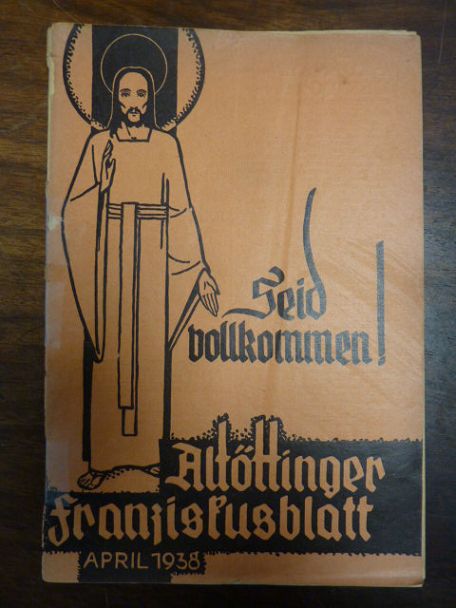 Seid
vollkommen!
Altöttinger
Franziskusblatt
APRIL 1938